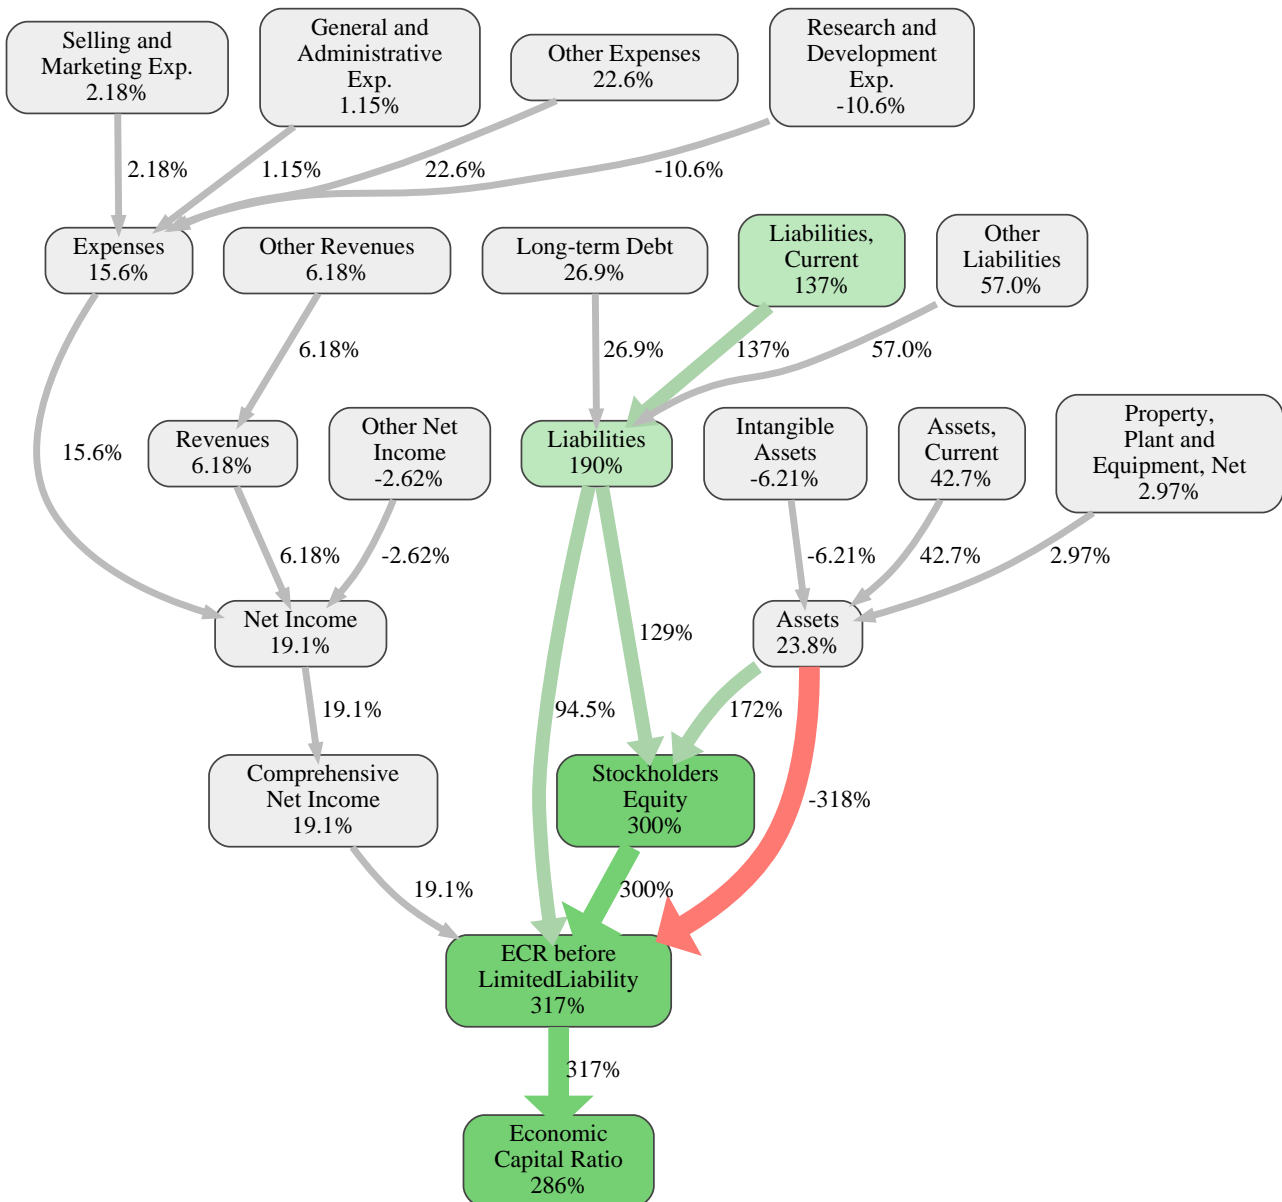 Selling and
Marketing Exp.
2.18%
General and
Administrative
Exp.
1.15%
Other Expenses
22.6%
Research and
Development
Exp.
-10.6%
2.18%
1.15%
22.6%
-10.6%
Expenses
15.6%
Other Revenues
6.18%
Long-term Debt
26.9%
Liabilities,
Current
137%
Other
Liabilities
57.0%
6.18%
26.9%
137%
57.0%
15.6%
Revenues
6.18%
Other Net
Income
-2.62%
Liabilities
190%
Intangible
Assets
-6.21%
Assets,
Current
42.7%
Property,
Plant and
Equipment, Net
2.97%
6.18%
-2.62%
-6.21%
42.7%
2.97%
Net Income
19.1%
129%
Assets
23.8%
19.1%
94.5%
172%
Comprehensive
Net Income
19.1%
Stockholders
Equity
300%
-318%
19.1%
300%
ECR before
LimitedLiability
317%
317%
Economic
Capital Ratio
286%